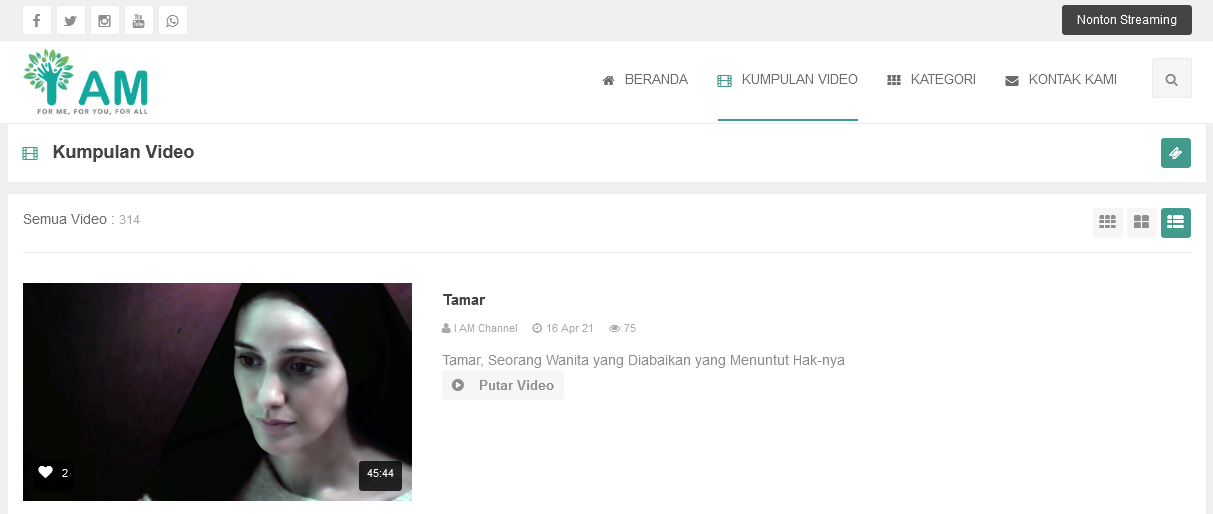 Nonton Streaming
I AM
FOR ME, FOR YOU, FOR ALL
BERANDA
KUMPULAN VIDEO
KATEGORI
KONTAK KAMI
Kumpulan Video
Semua Video : 314
Tamar
I AM Channel 16 Apr 21 75
Tamar, Seorang Wanita yang Diabaikan yang Menuntut Hak-nya
Putar Video
2
45:44